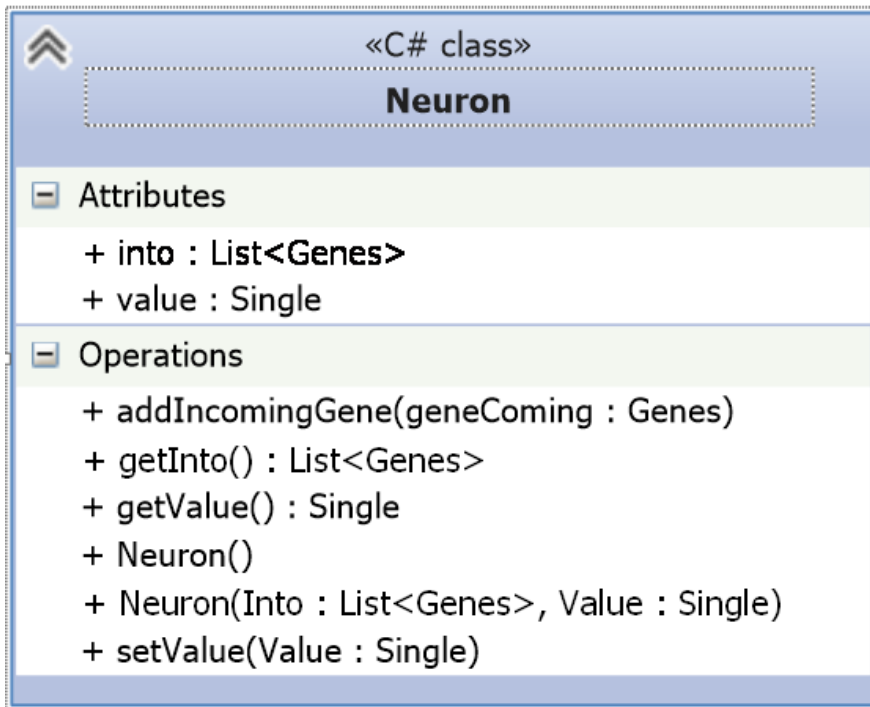 «C# class»
Neuron
Attributes
+ into : List<Genes>
+ value : Single
Operations
+ addIncomingGene(geneComing : Genes)
+ getInto() : List<Genes>
+ getValue() : Single
+ Neuron()
+ Neuron(Into : List<Genes>, Value : Single)
+ setValue(Value : Single)